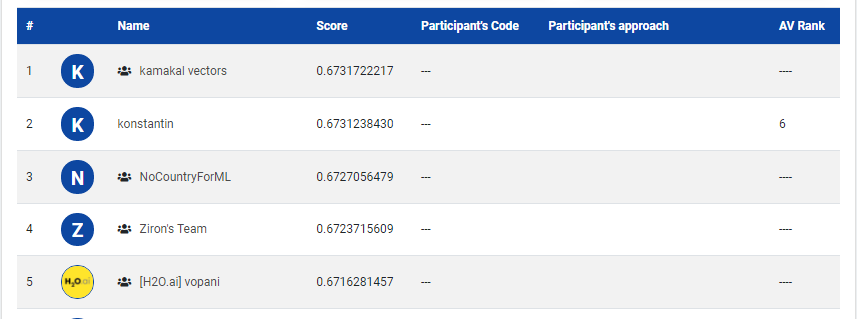 # Name Score Participant's Code Participant's approach AV Rank
1 K kamakal vectors 0.6731722217 --- ----
2 K konstantin 0.6731238430 --- 6
3 N NoCountryForML 0.6727056479 --- ----
4 Z Ziron's Team 0.6723715609 --- ----
5 H2O.ai [H2O.ai] vopani 0.6716281457 --- ----